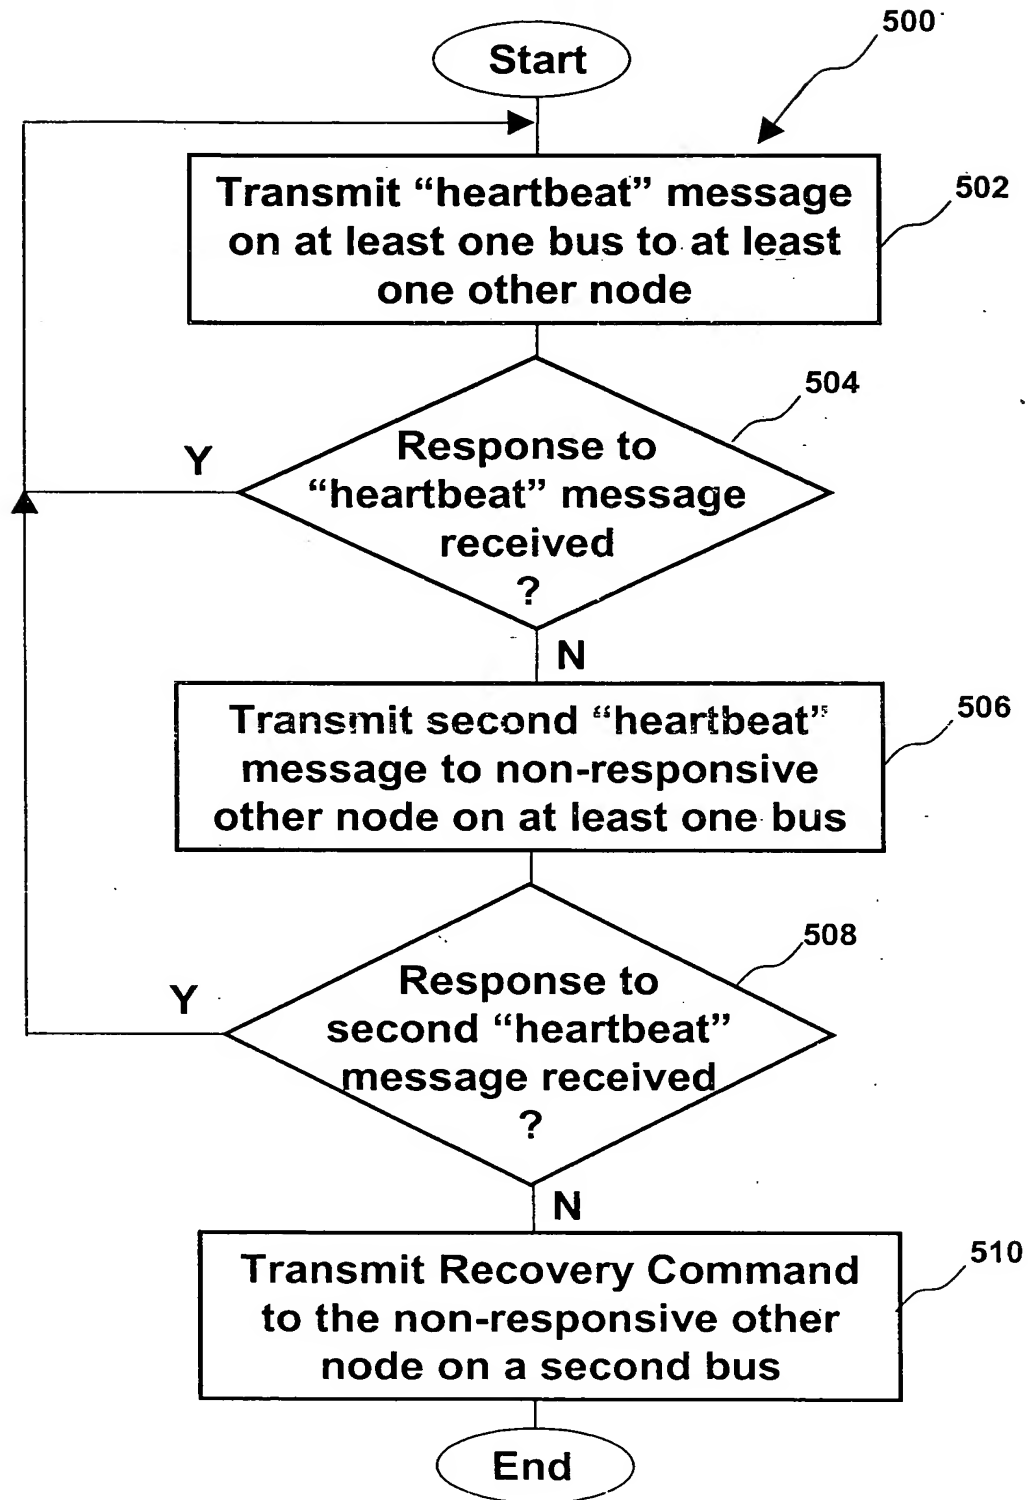 500
Start
Transmit “heartbeat” message
on at least one bus to at least
one other node
502
504
Response to
“heartbeat” message
received
?
Y
N
Transmit second “heartbeat”
message to non-responsive
other node on at least one bus
506
508
Response to
second “heartbeat”
message received
?
Y
N
Transmit Recovery Command
to the non-responsive other
node on a second bus
510
End